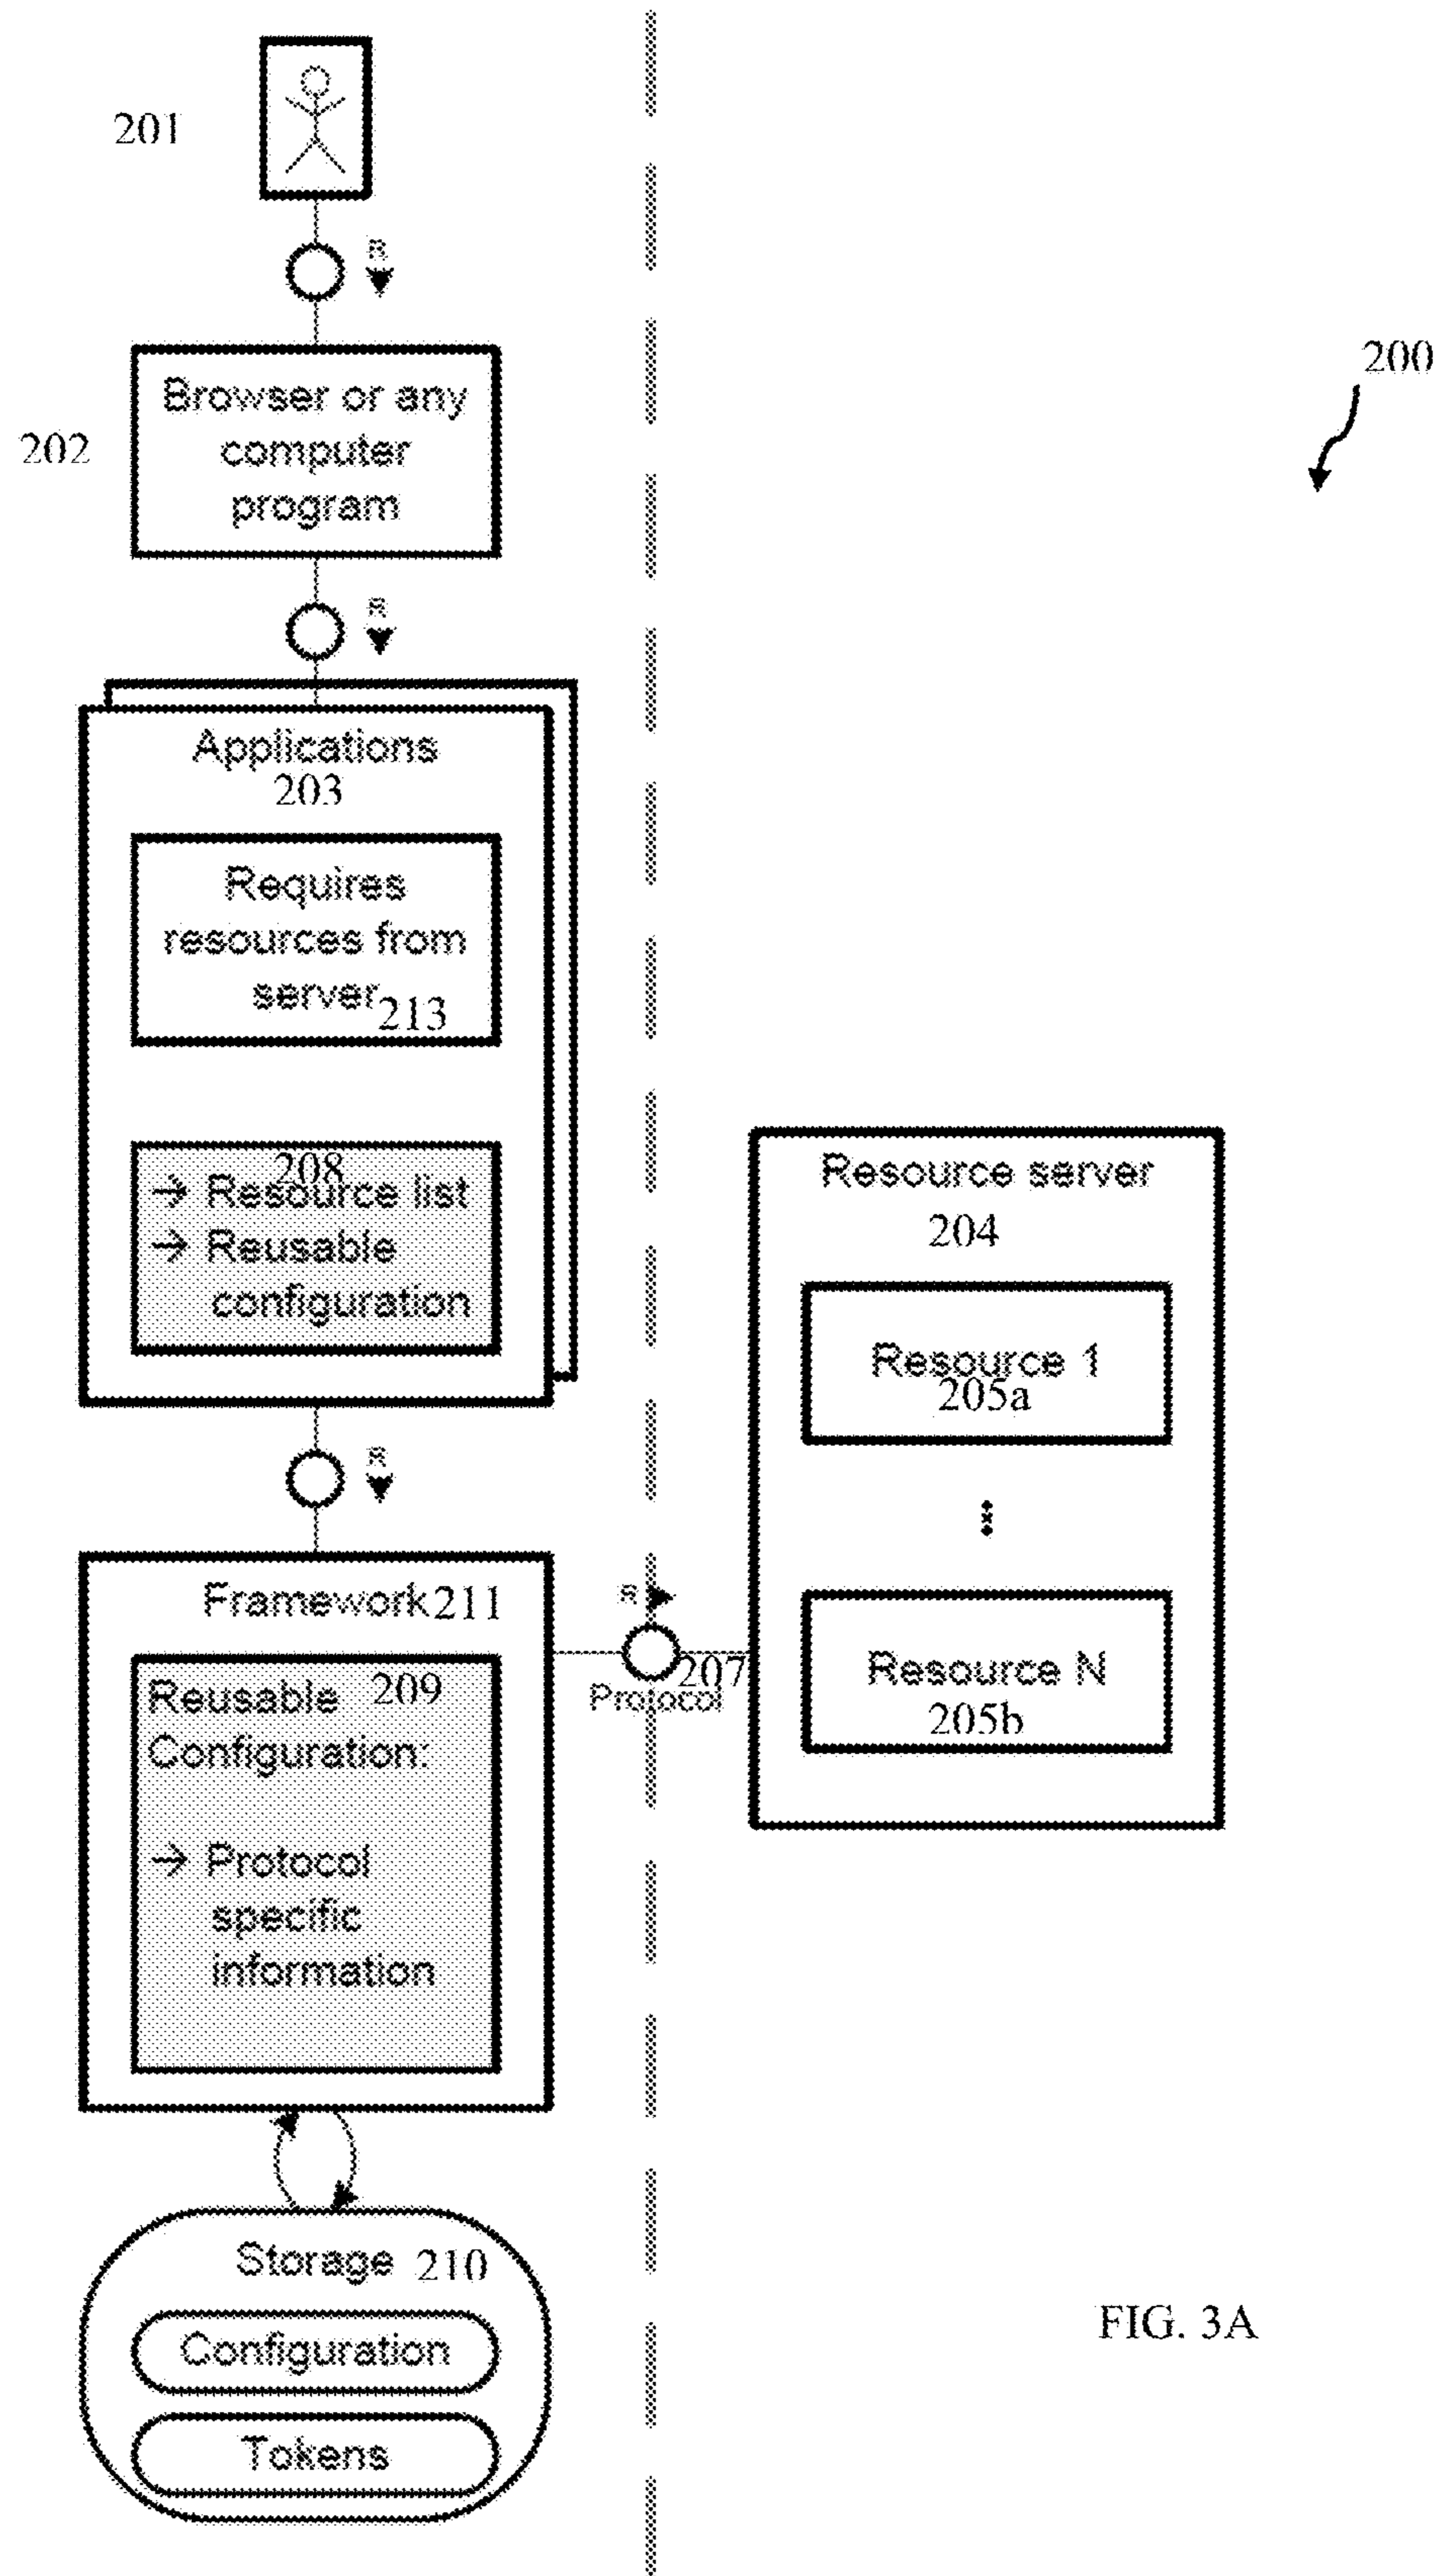 201
R
200
202
Browser or any
computer
program
R
Applications
203
Requires
resources from
server 213
208
→ Resource list
→ Reusable
configuration
R
Resource server
204
Resource 1
205a
Resource N
205b
Framework 211
R
207
Protocol
Reusable 209
Configuration:
→ Protocol
specific
information
Storage 210
Configuration
Tokens
FIG. 3A